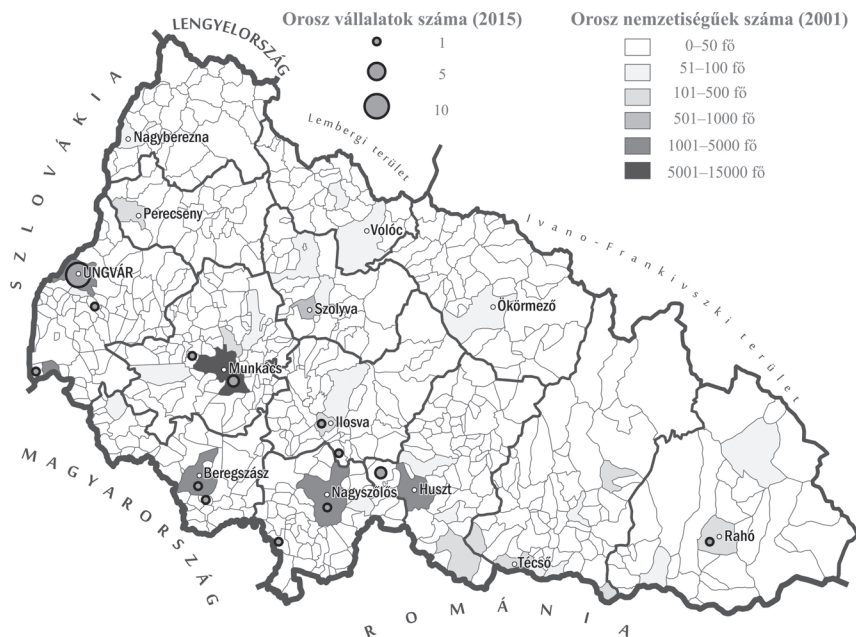 Orosz vállalatok száma (2015)
1
5
10
Orosz nemzetiségűek száma (2001)
0–50 fő
51–100 fő
101–500 fő
501–1000 fő
1001–5000 fő
5001–15000 fő
LENGYELORSZÁG
SZLOVÁKIA
Lembergi terület
Ivano-Frankivszki terület
Nagyberezna
Perecseny
Volóc
UNGVÁR
Szolyva
Ökörmező
Munkács
Ilosva
Beregszász
Nagyszőlős
Huszt
Rahó
Técső
MAGYARORSZÁG
ROMÁNIA